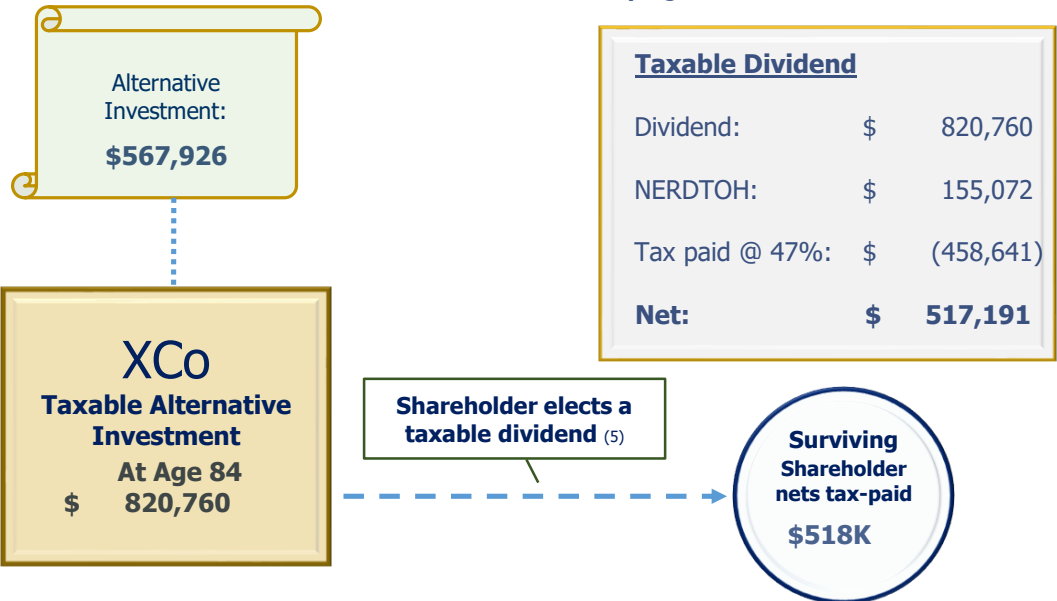 Alternative
Investment:
$567,926
Taxable Dividend
Dividend: $ 820,760
NERDTOH: $ 155,072
Tax paid @ 47%: $ (458,641)
Net: $ 517,191
XCo
Taxable Alternative
Investment
At Age 84
$ 820,760
Shareholder elects a
taxable dividend (5)
Surviving
Shareholder
nets tax-paid
$518K